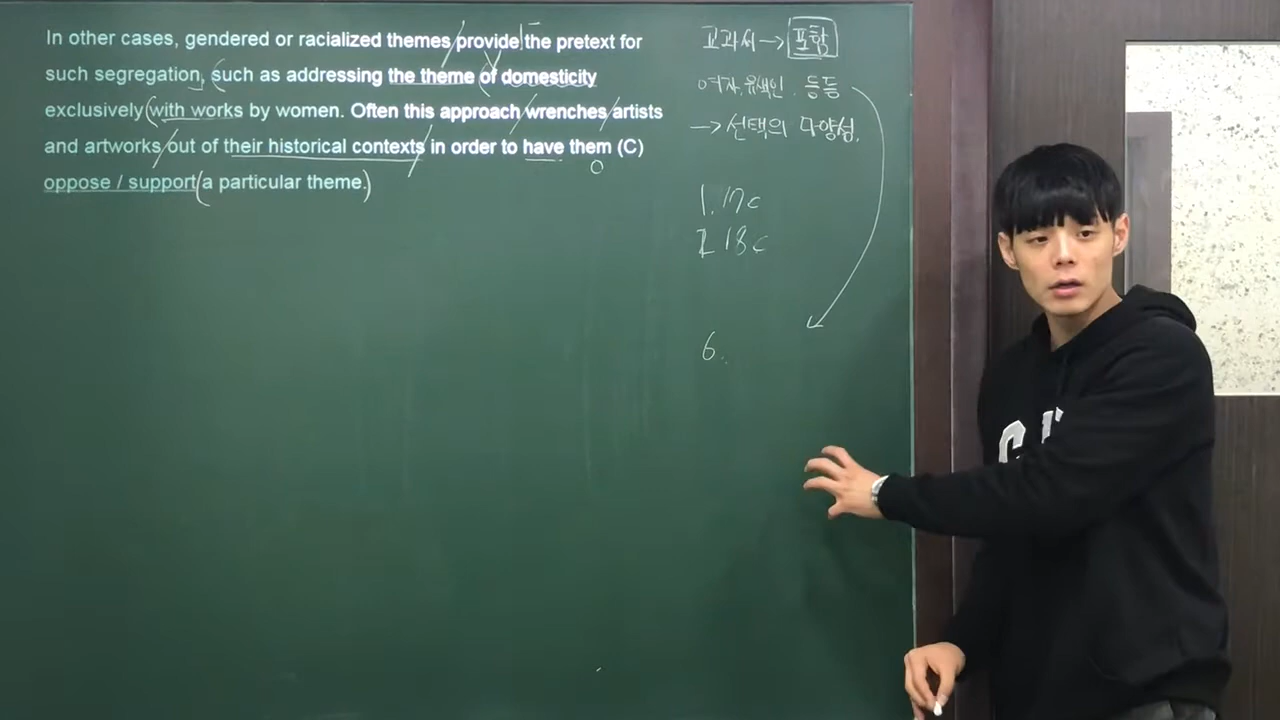 In other cases, gendered or racialized themes provide the pretext for
such segregation, such as addressing the theme of domesticity
exclusively with works by women. Often this approach wrenches artists
and artworks out of their historical contexts in order to have them (C)
oppose / support a particular theme.
교과서 → 포함
여자, 유색인, 등등
→ 선택의 다양성.
1. 17c
2. 18c
6.